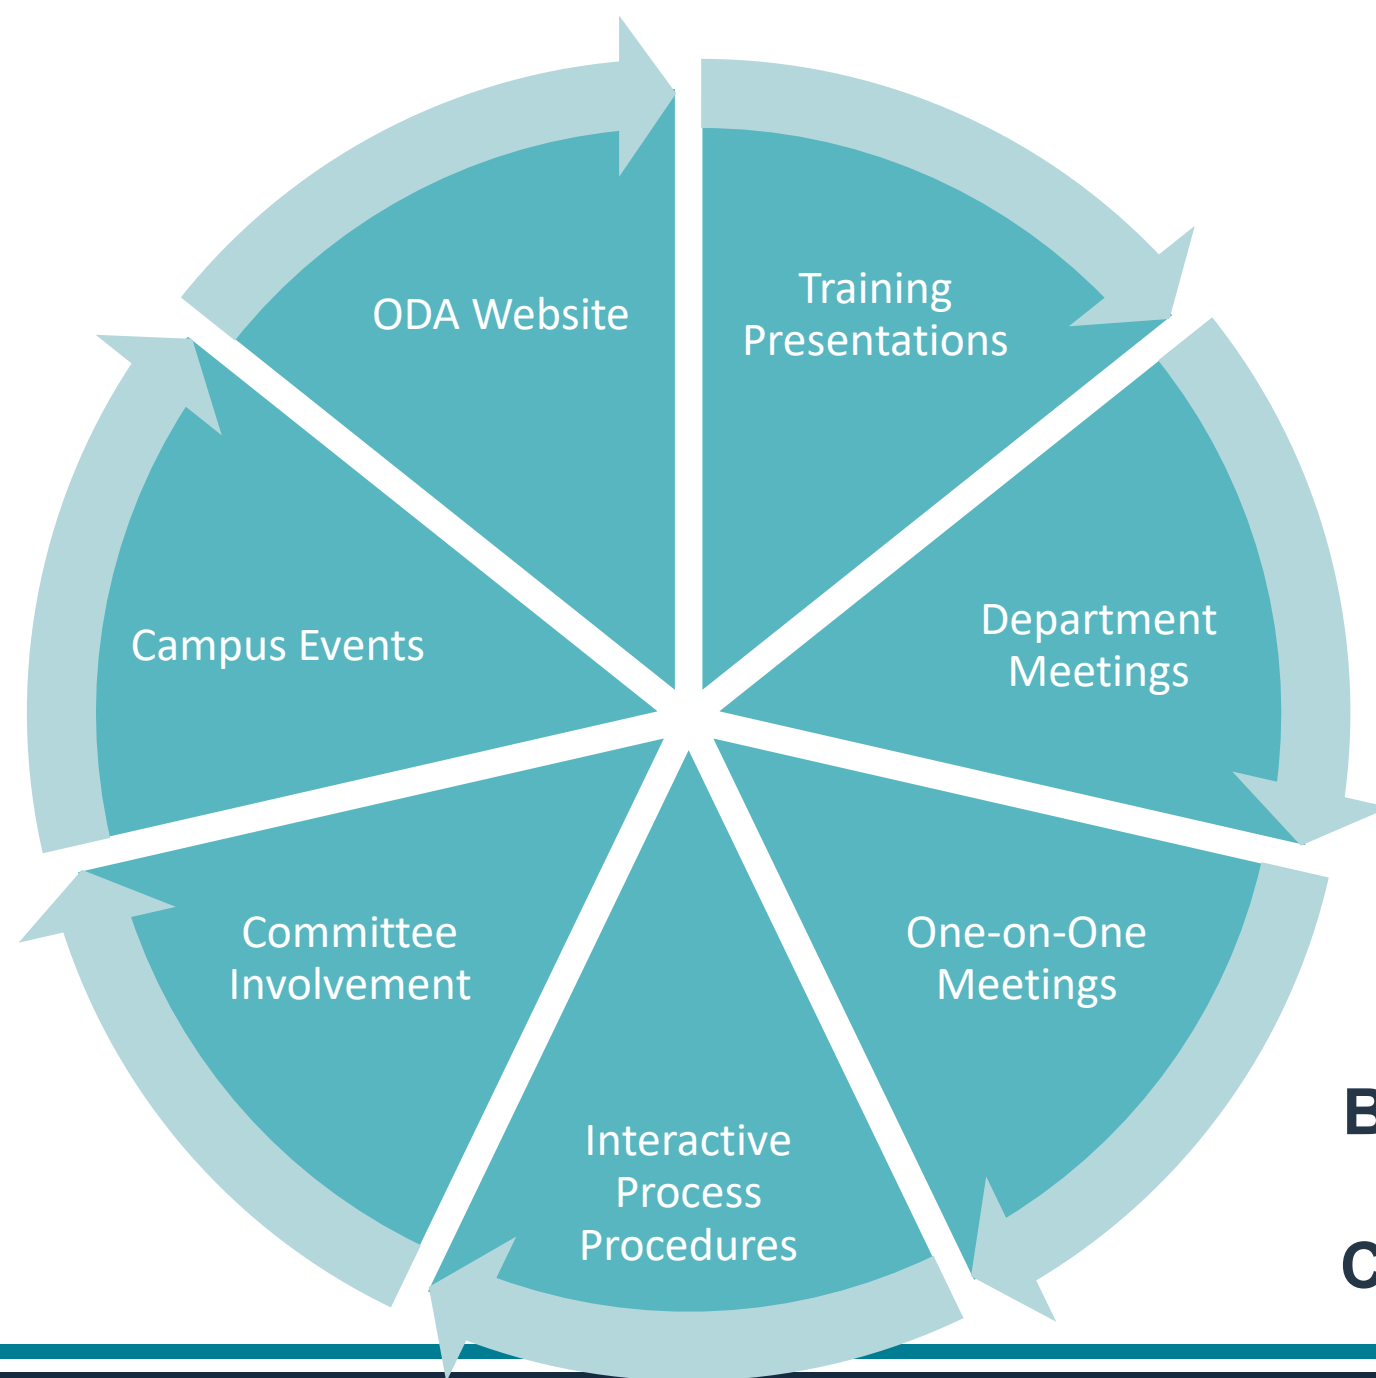 ODA Website
Training
Presentations
Department
Meetings
One-on-One
Meetings
Interactive
Process
Procedures
Committee
Involvement
Campus Events
B
C